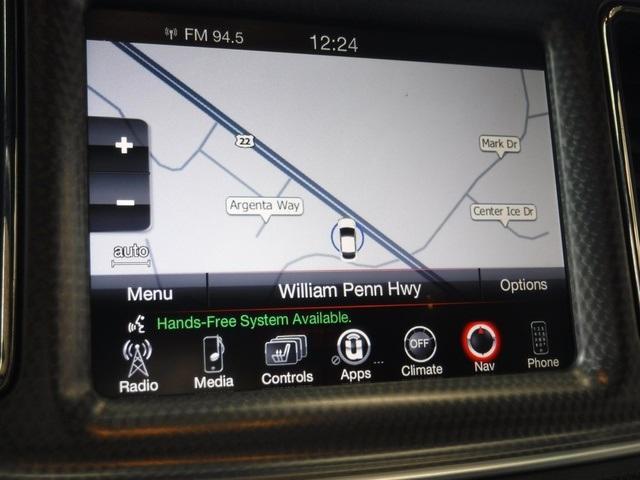 FM 94.5
12:24
22
Mark Dr
Argenta Way
Center Ice Dr
+
-
auto
Menu
William Penn Hwy
Options
Hands-Free System Available.
OFF
Radio
Media
Controls
Apps
...
Climate
Nav
Phone